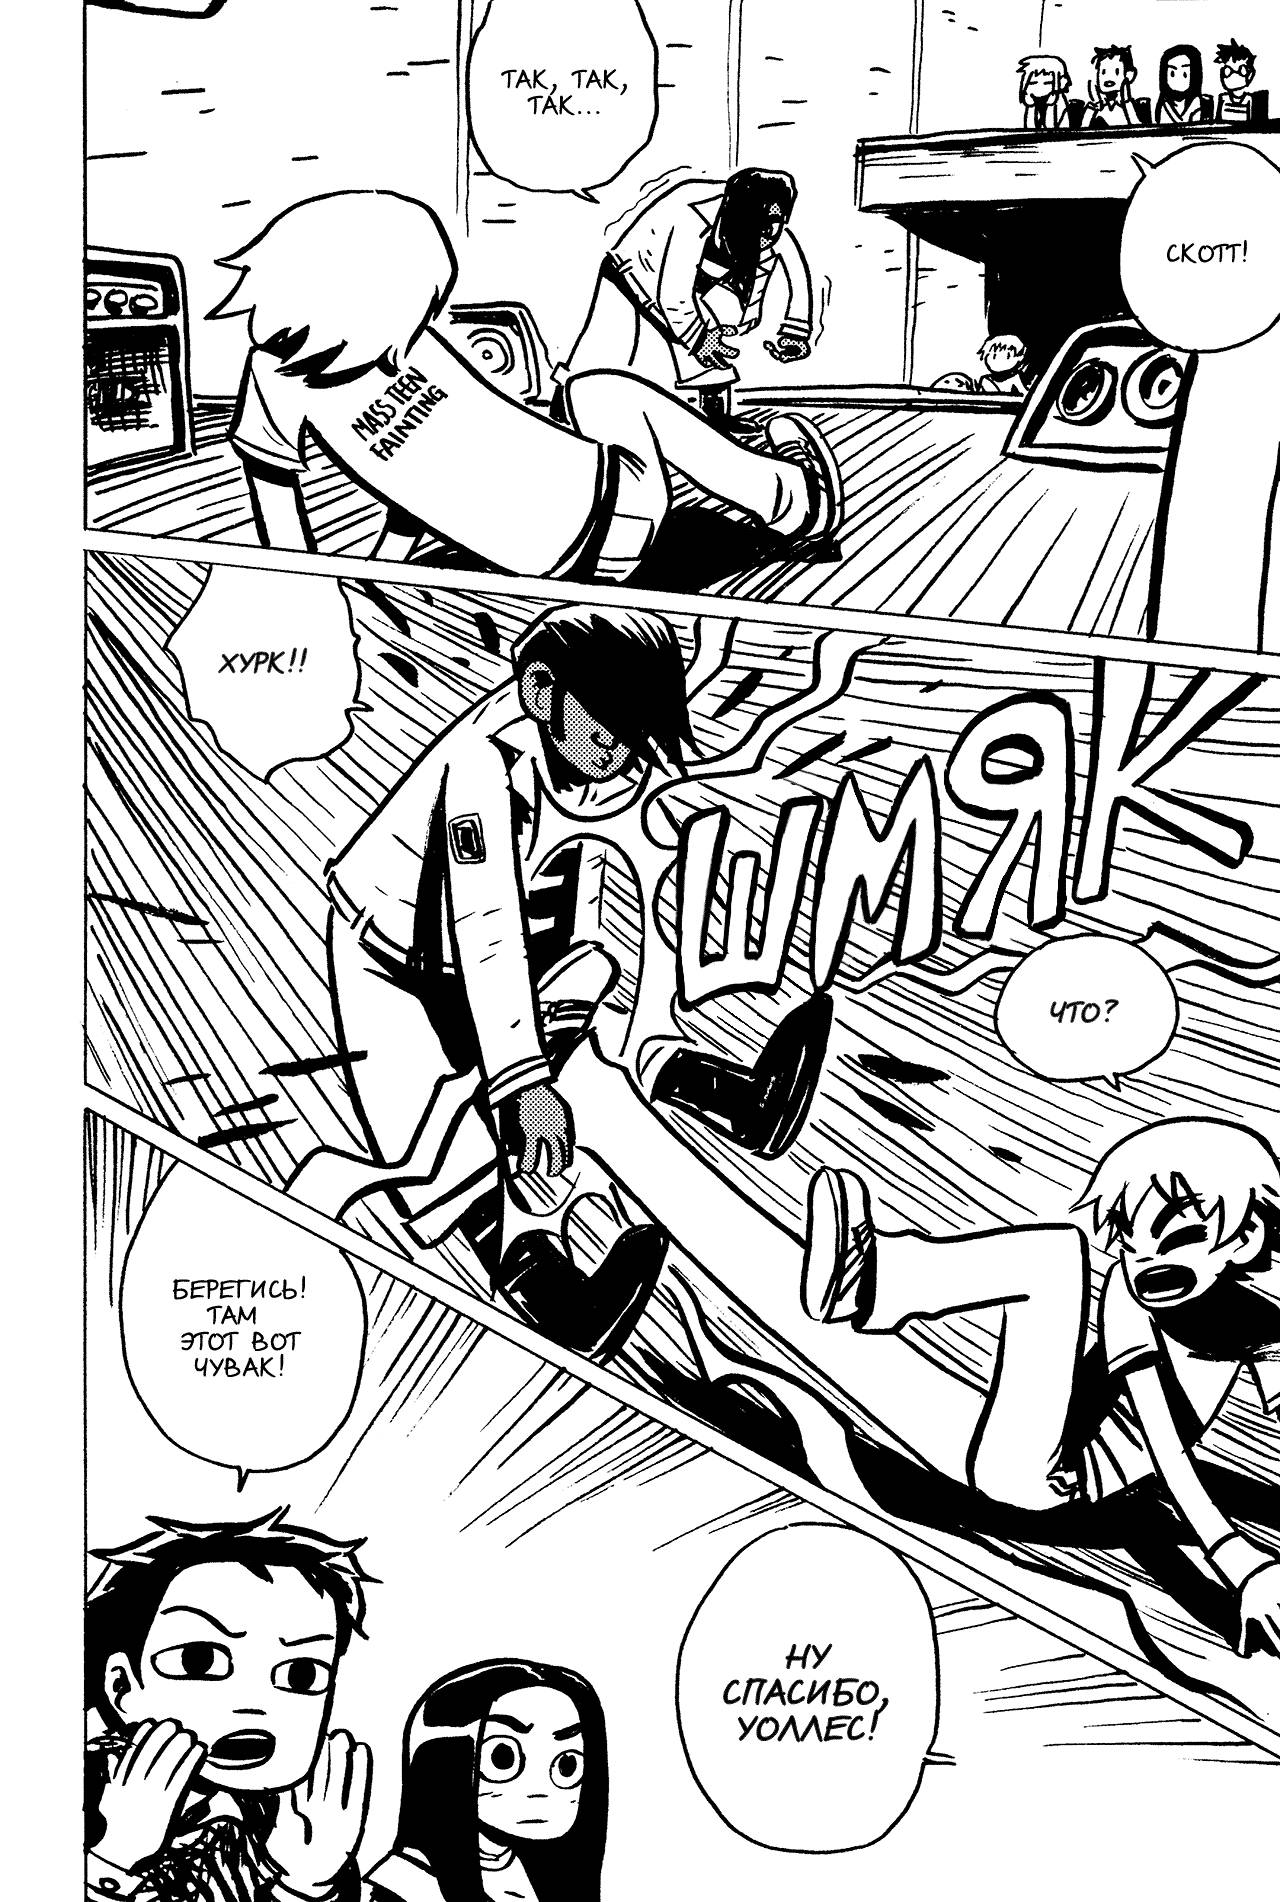 ТАК, ТАК,
ТАК...
СКОТТ!
MASS TEEN
FAINTING
ХУРК!!
ШМЯК
ЧТО?
БЕРЕГИСЬ!
ТАМ
ЭТОТ ВОТ
ЧУВАК!
НУ
СПАСИБО,
УОЛЛЕС!